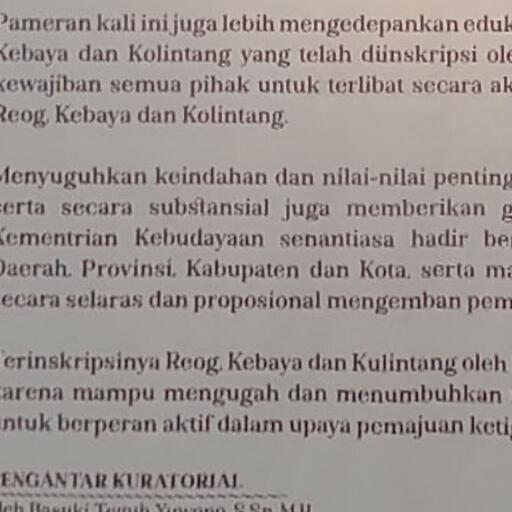 Pameran kali ini juga lebih mengedepankan eduk
Kebaya dan Kolintang yang telah diinskripsi ole
kewajiban semua pihak untuk terlibat secara ak
Reog, Kebaya dan Kolintang.
Menyuguhkan keindahan dan nilai-nilai penting
serta secara substansial juga memberikan g
Kementrian Kebudayaan senantiasa hadir be
Daerah, Provinsi, Kabupaten dan Kota, serta ma
secara selaras dan proposional mengemban pem
Terinskripsinya Reog, Kebaya dan Kulintang oleh
karena mampu mengugah dan menumbuhkan
untuk berperan aktif dalam upaya pemajuan ketig
PENGANTAR KURATORIAL